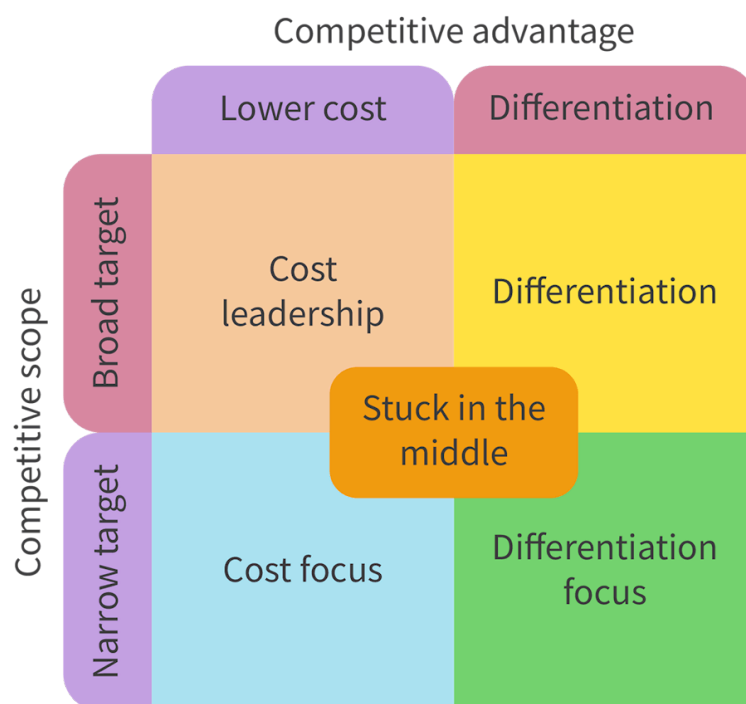 Competitive advantage
Lower cost
Differentiation
Competitive scope
Broad target
Cost
leadership
Differentiation
Stuck in the
middle
Narrow target
Cost focus
Differentiation
focus